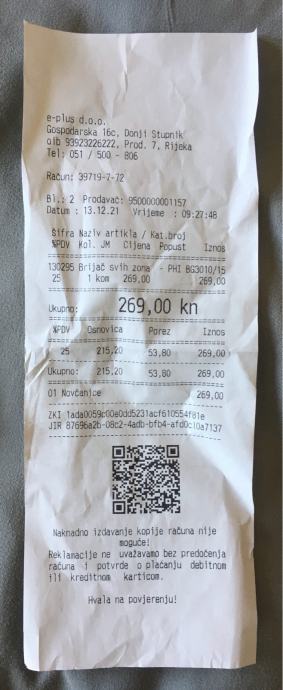 e-plus d.o.o.
Gospodarska 16c, Donji Stupnik
oib 93923226222, Prod. 7, Rijeka
Tel: 051 / 500 - 806
Račun: 39719-7-72
Bl.: 2 Prodavač: 9500000001157
Datum : 13.12.21 Vrijeme : 09:27:48
Šifra Naziv artikla / Kat.broj
%PDV Kol. JM Cijena Popust Iznos
130295 Brijač svih zona - PHI BG3010/15
25 1 kom 269,00 269,00
Ukupno: 269,00 kn
%PDV Osnovica Porez Iznos
25 215,20 53,80 269,00
Ukupno: 215,20 53,80 269,00
01 Novčanice 269,00
ZKI 1ada0059c00e0dd5231acf610554f81e
JIR 87696a2b-08c2-4adb-bfb4-afd0c10a7137
Naknadno izdavanje kopije računa nije
moguće!
Reklamacije ne uvažavamo bez predočenja
računa i potvrde o plaćanju debitnom
ili kreditnom karticom.
Hvala na povjerenju!